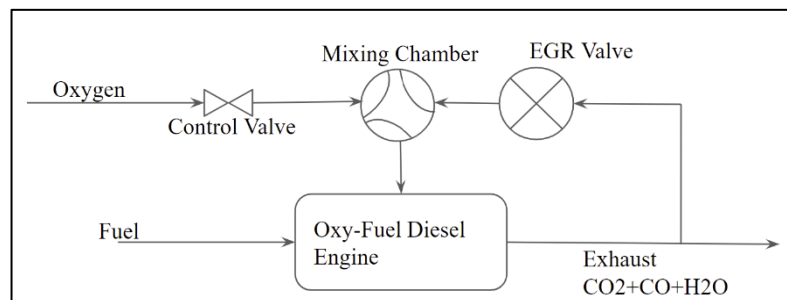 Mixing Chamber
EGR Valve
Oxygen
Control Valve
Fuel
Oxy-Fuel Diesel
Engine
Exhaust
CO2+CO+H2O